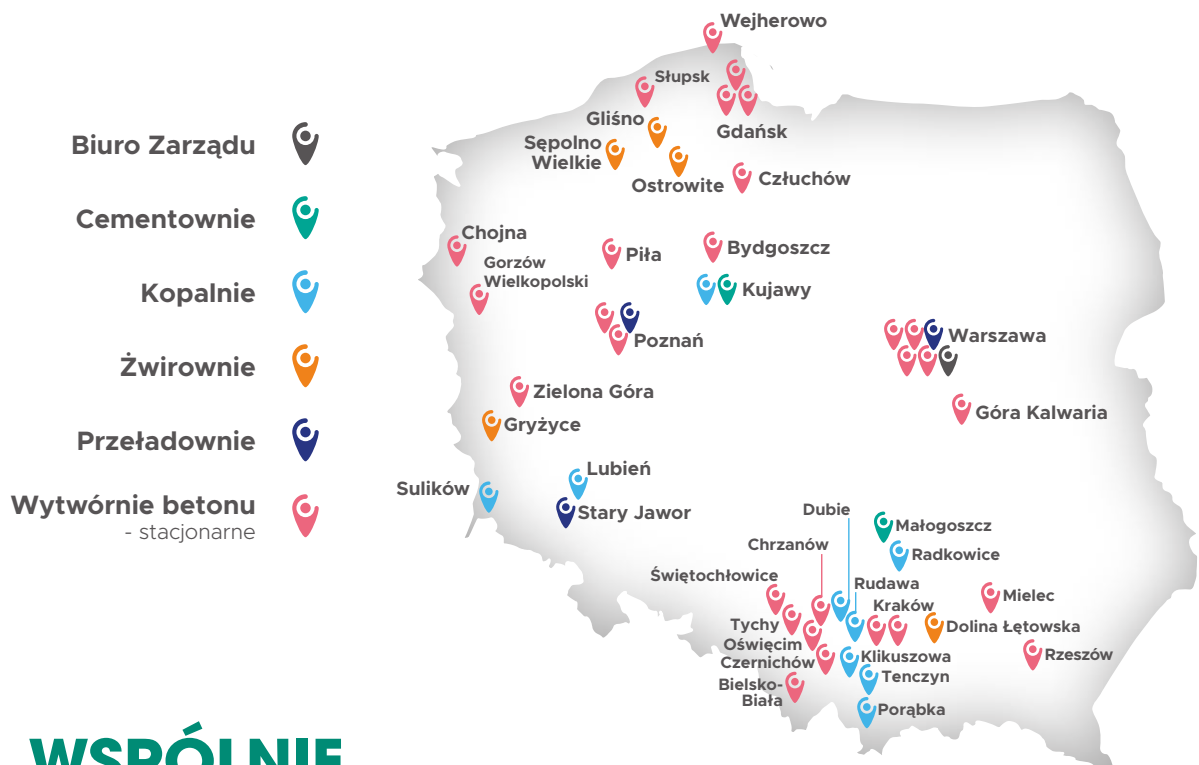 Biuro Zarządu
Cementownie
Kopalnie
Żwirownie
Przeładownie
Wytwórnie betonu
- stacjonarne
Wejherowo
Słupsk
Gdańsk
Gliśno
Sępolno
Wielkie
Ostrowite
Człuchów
Chojna
Gorzów
Wielkopolski
Piła
Bydgoszcz
Kujawy
Poznań
Warszawa
Góra Kalwaria
Zielona Góra
Gryżyce
Lubień
Sulików
Stary Jawor
Dubie
Małogoszcz
Radkowice
Chrzanów
Świętochłowice
Rudawa
Kraków
Mielec
Tychy
Dolina Łętowska
Oświęcim
Czernichów
Klikuszowa
Rzeszów
Tenczyn
Bielsko-
Biała
Porąbka
WSPÓLNIE